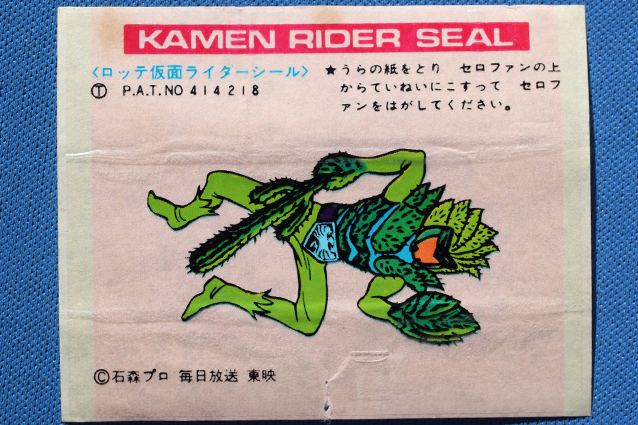 KAMEN RIDER SEAL
〈ロッテ仮面ライダーシール〉
Ⓣ P.A.T.NO 414218
★うらの紙をとり セロファンの上
からていねいにこすって セロフ
ァンをはがしてください。
Ⓒ石森プロ 毎日放送 東映